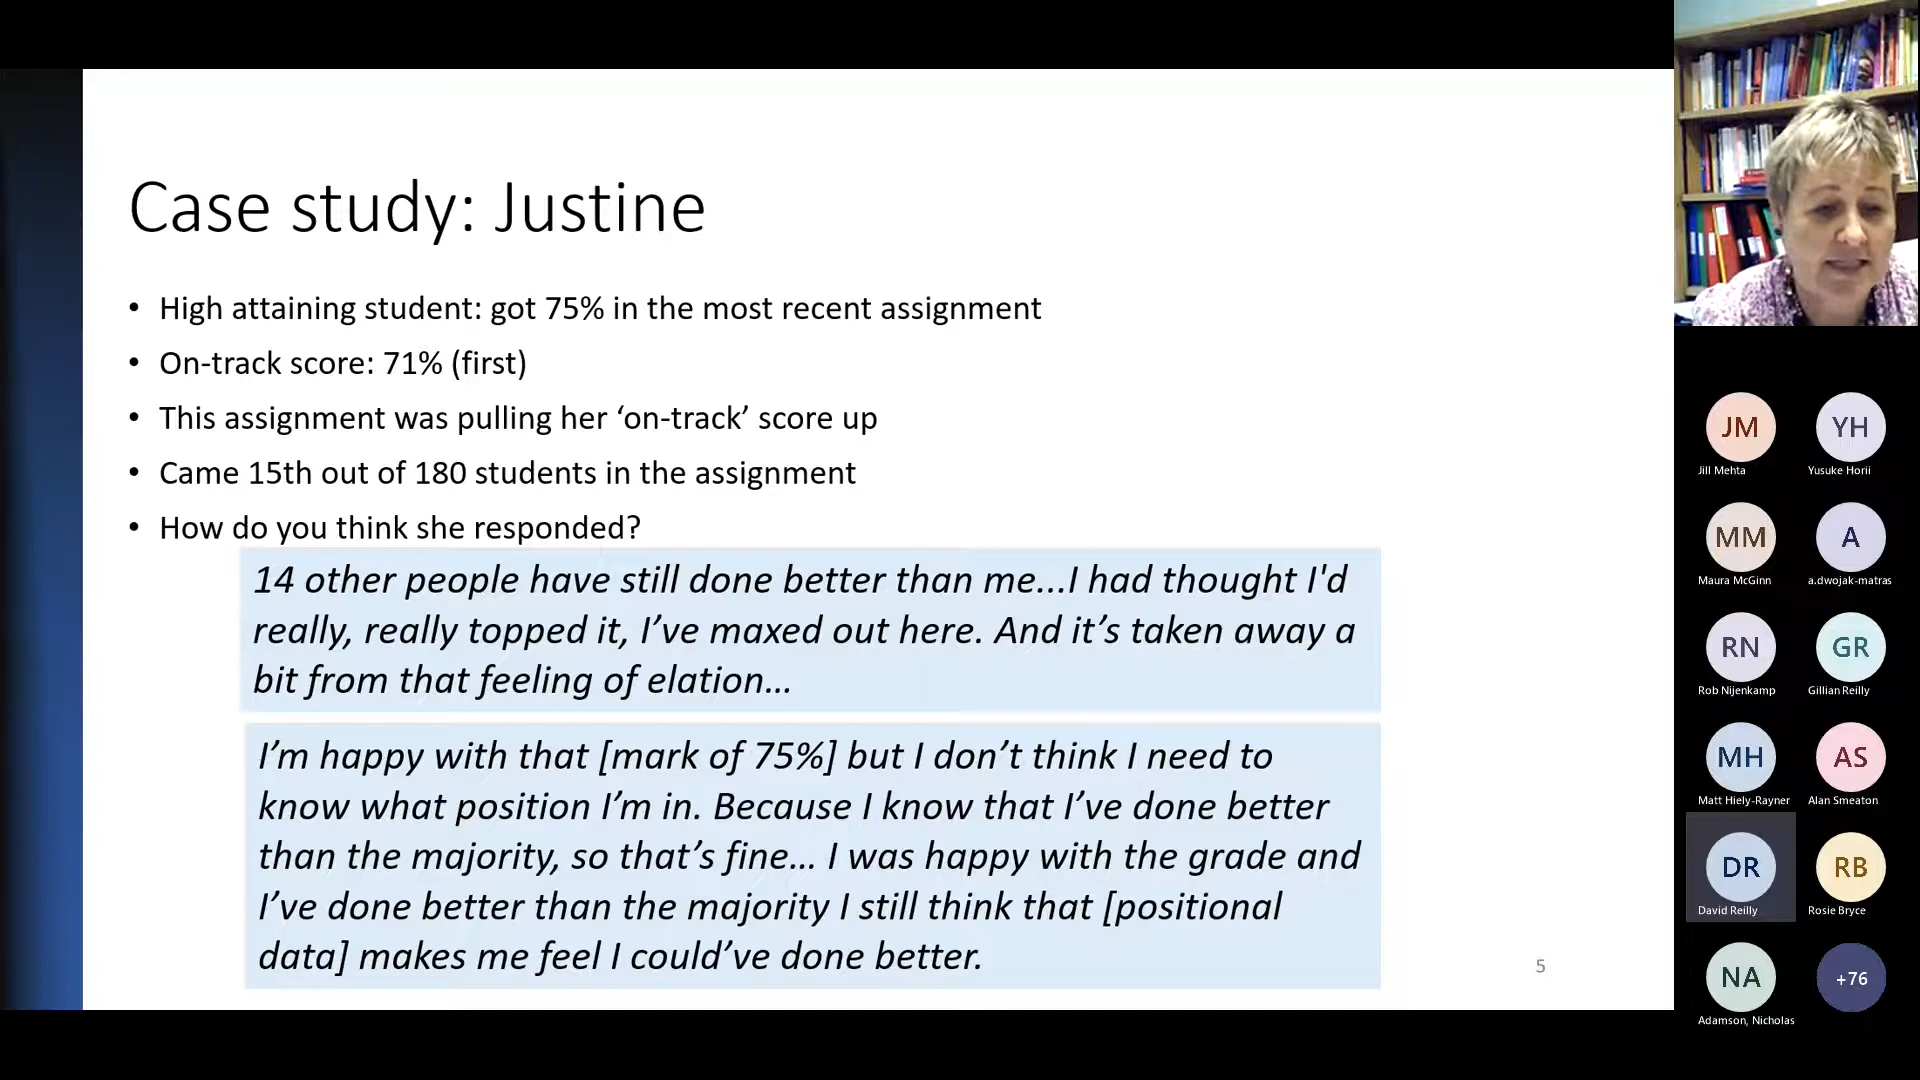 Case study: Justine
• High attaining student: got 75% in the most recent assignment
• On-track score: 71% (first)
• This assignment was pulling her ‘on-track’ score up
• Came 15th out of 180 students in the assignment
• How do you think she responded?
14 other people have still done better than me...I had thought I'd
really, really topped it, I’ve maxed out here. And it’s taken away a
bit from that feeling of elation…
I’m happy with that [mark of 75%] but I don’t think I need to
know what position I’m in. Because I know that I’ve done better
than the majority, so that’s fine… I was happy with the grade and
I’ve done better than the majority I still think that [positional
data] makes me feel I could’ve done better.
5
JM
Jill Mehta
YH
Yusuke Horii
MM
Maura McGinn
A
a.dwojak-matras
RN
Rob Nijenkamp
GR
Gillian Reilly
MH
Matt Hiely-Rayner
AS
Alan Smeaton
DR
David Reilly
RB
Rosie Bryce
NA
Adamson, Nicholas
+76